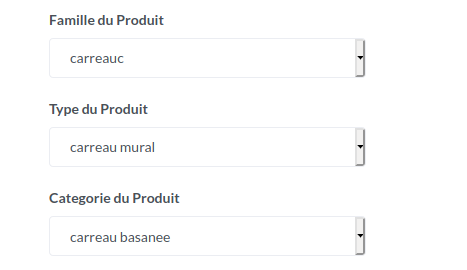 Famille du Produit
carreauc
Type du Produit
carreau mural
Categorie du Produit
carreau basanee